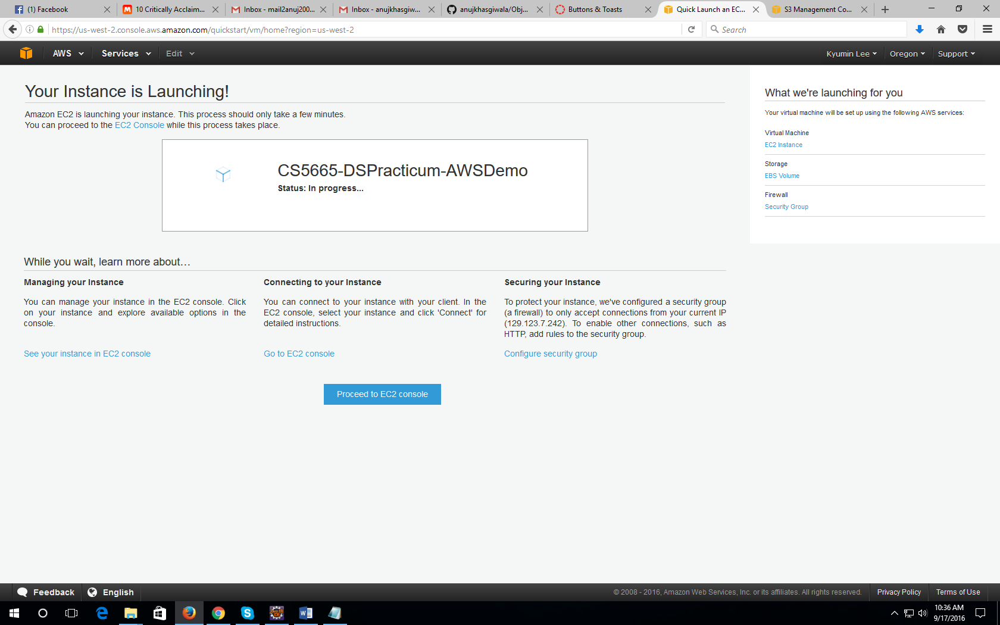 (1) Facebook
10 Critically Acclaim...
Inbox - mail2anuj200...
Inbox - anujkhasgiw...
anujkhasgiwala/Obj...
Buttons & Toasts
Quick Launch an EC...
S3 Management Co...
https://us-west-2.console.aws.amazon.com/quickstart/vm/home?region=us-west-2
Search
AWS
Services
Edit
Kyumin Lee
Oregon
Support
Your Instance is Launching!
Amazon EC2 is launching your instance. This process should only take a few minutes.
You can proceed to the EC2 Console while this process takes place.
CS5665-DSPracticum-AWSDemo
Status: In progress...
What we're launching for you
Your virtual machine will be set up using the following AWS services:
Virtual Machine
EC2 Instance
Storage
EBS Volume
Firewall
Security Group
While you wait, learn more about…
Managing your Instance
You can manage your instance in the EC2 console. Click
on your instance and explore available options in the
console.
See your instance in EC2 console
Connecting to your Instance
You can connect to your instance with your client. In the
EC2 console, select your instance and click 'Connect' for
detailed instructions.
Go to EC2 console
Securing your Instance
To protect your instance, we've configured a security group
(a firewall) to only accept connections from your current IP
(129.123.7.242). To enable other connections, such as
HTTP, add rules to the security group.
Configure security group
Proceed to EC2 console
Feedback
English
© 2008 - 2016, Amazon Web Services, Inc. or its affiliates. All rights reserved.
Privacy Policy
Terms of Use
10:36 AM
9/17/2016